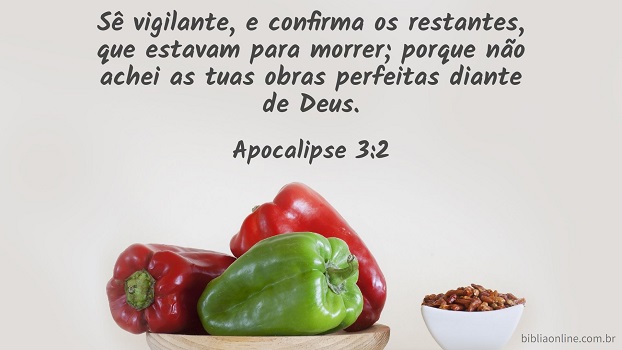 Sê vigilante, e confirma os restantes,
que estavam para morrer; porque não
achei as tuas obras perfeitas diante
de Deus.
Apocalipse 3:2
bibliaonline.com.br